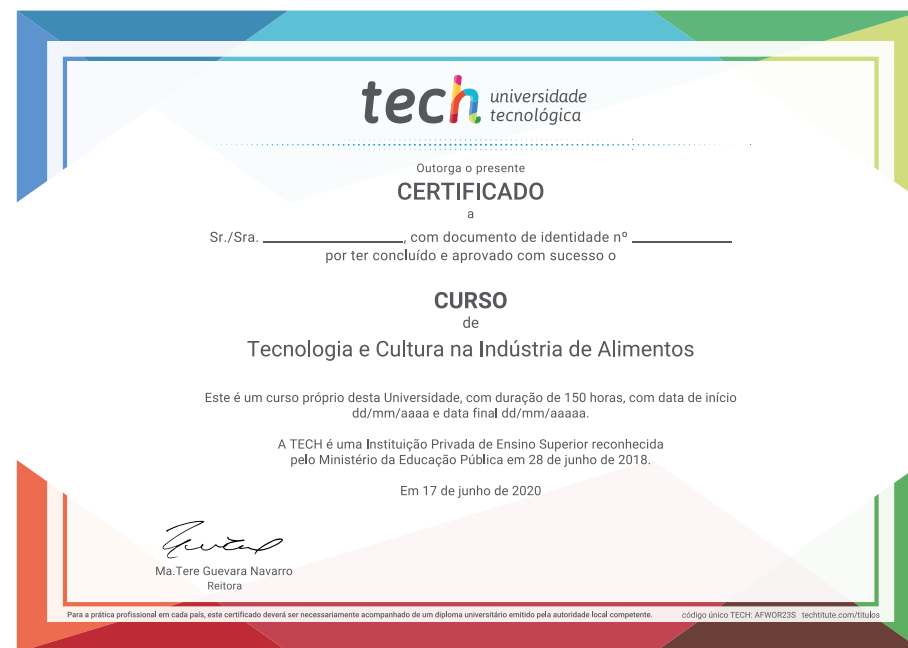 tech universidade
tecnológica
Outorga o presente
CERTIFICADO
a
Sr./Sra. ____________, com documento de identidade nº ____________
por ter concluído e aprovado com sucesso o
CURSO
de
Tecnologia e Cultura na Indústria de Alimentos
Este é um curso próprio desta Universidade, com duração de 150 horas, com data de início
dd/mm/aaaa e data final dd/mm/aaaaa.
A TECH é uma Instituição Privada de Ensino Superior reconhecida
pelo Ministério da Educação Pública em 28 de junho de 2018.
Em 17 de junho de 2020
Ma.Tere Guevara Navarro
Reitora
Para a prática profissional em cada país, este certificado deverá ser necessariamente acompanhado de um diploma universitário emitido pela autoridade local competente. código único TECH: AFWOR23S techtitute.com/títulos